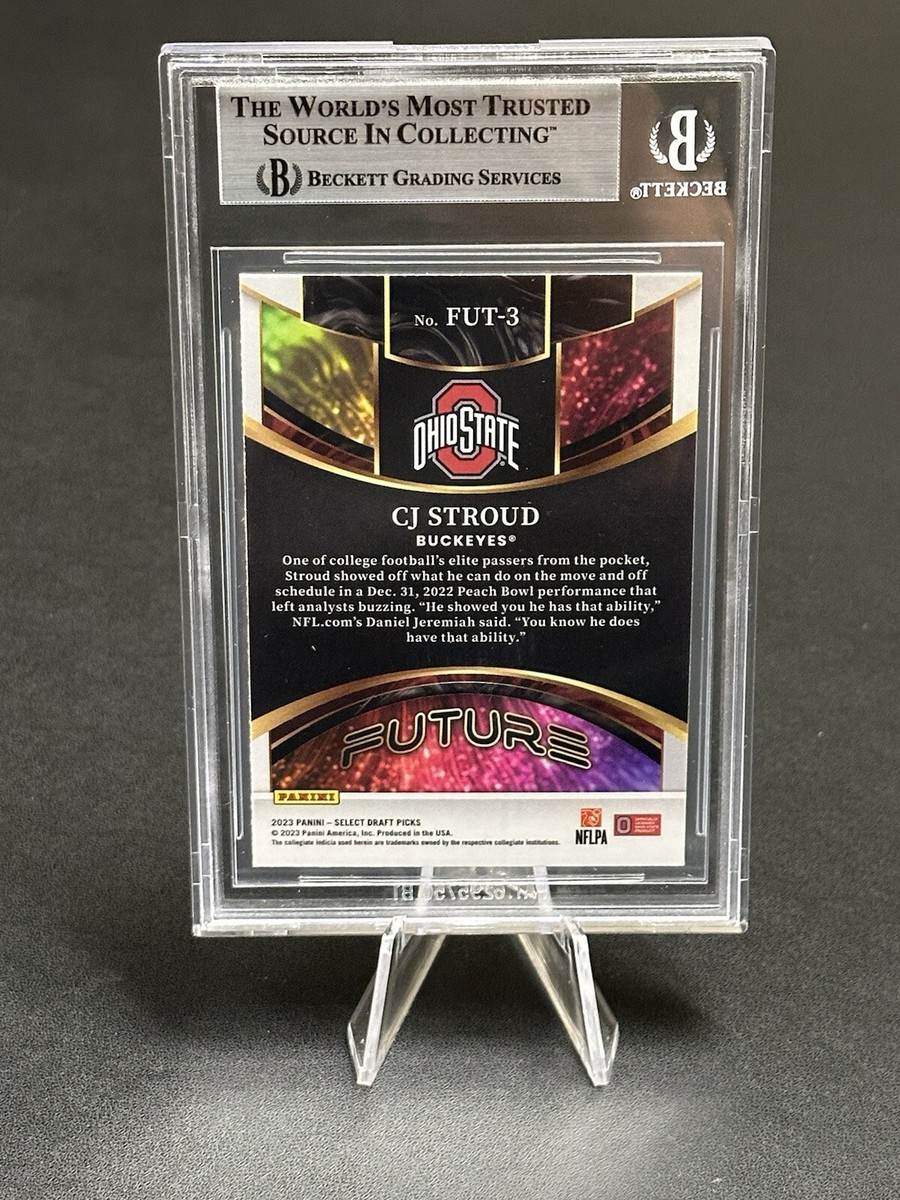 THE WORLD'S MOST TRUSTED
SOURCE IN COLLECTING™
B BECKETT GRADING SERVICES
B
BECKETT®
No. FUT-3
OHIO STATE
CJ STROUD
BUCKEYES®
One of college football's elite passers from the pocket,
Stroud showed off what he can do on the move and off
schedule in a Dec. 31, 2022 Peach Bowl performance that
left analysts buzzing. “He showed you he has that ability,”
NFL.com's Daniel Jeremiah said. “You know he does
have that ability.”
FUTURE
PANINI
2023 PANINI – SELECT DRAFT PICKS
© 2023 Panini America, Inc. Produced in the USA.
The collegiate indicia used herein are trademarks owned by the respective collegiate institutions.
NFLPA